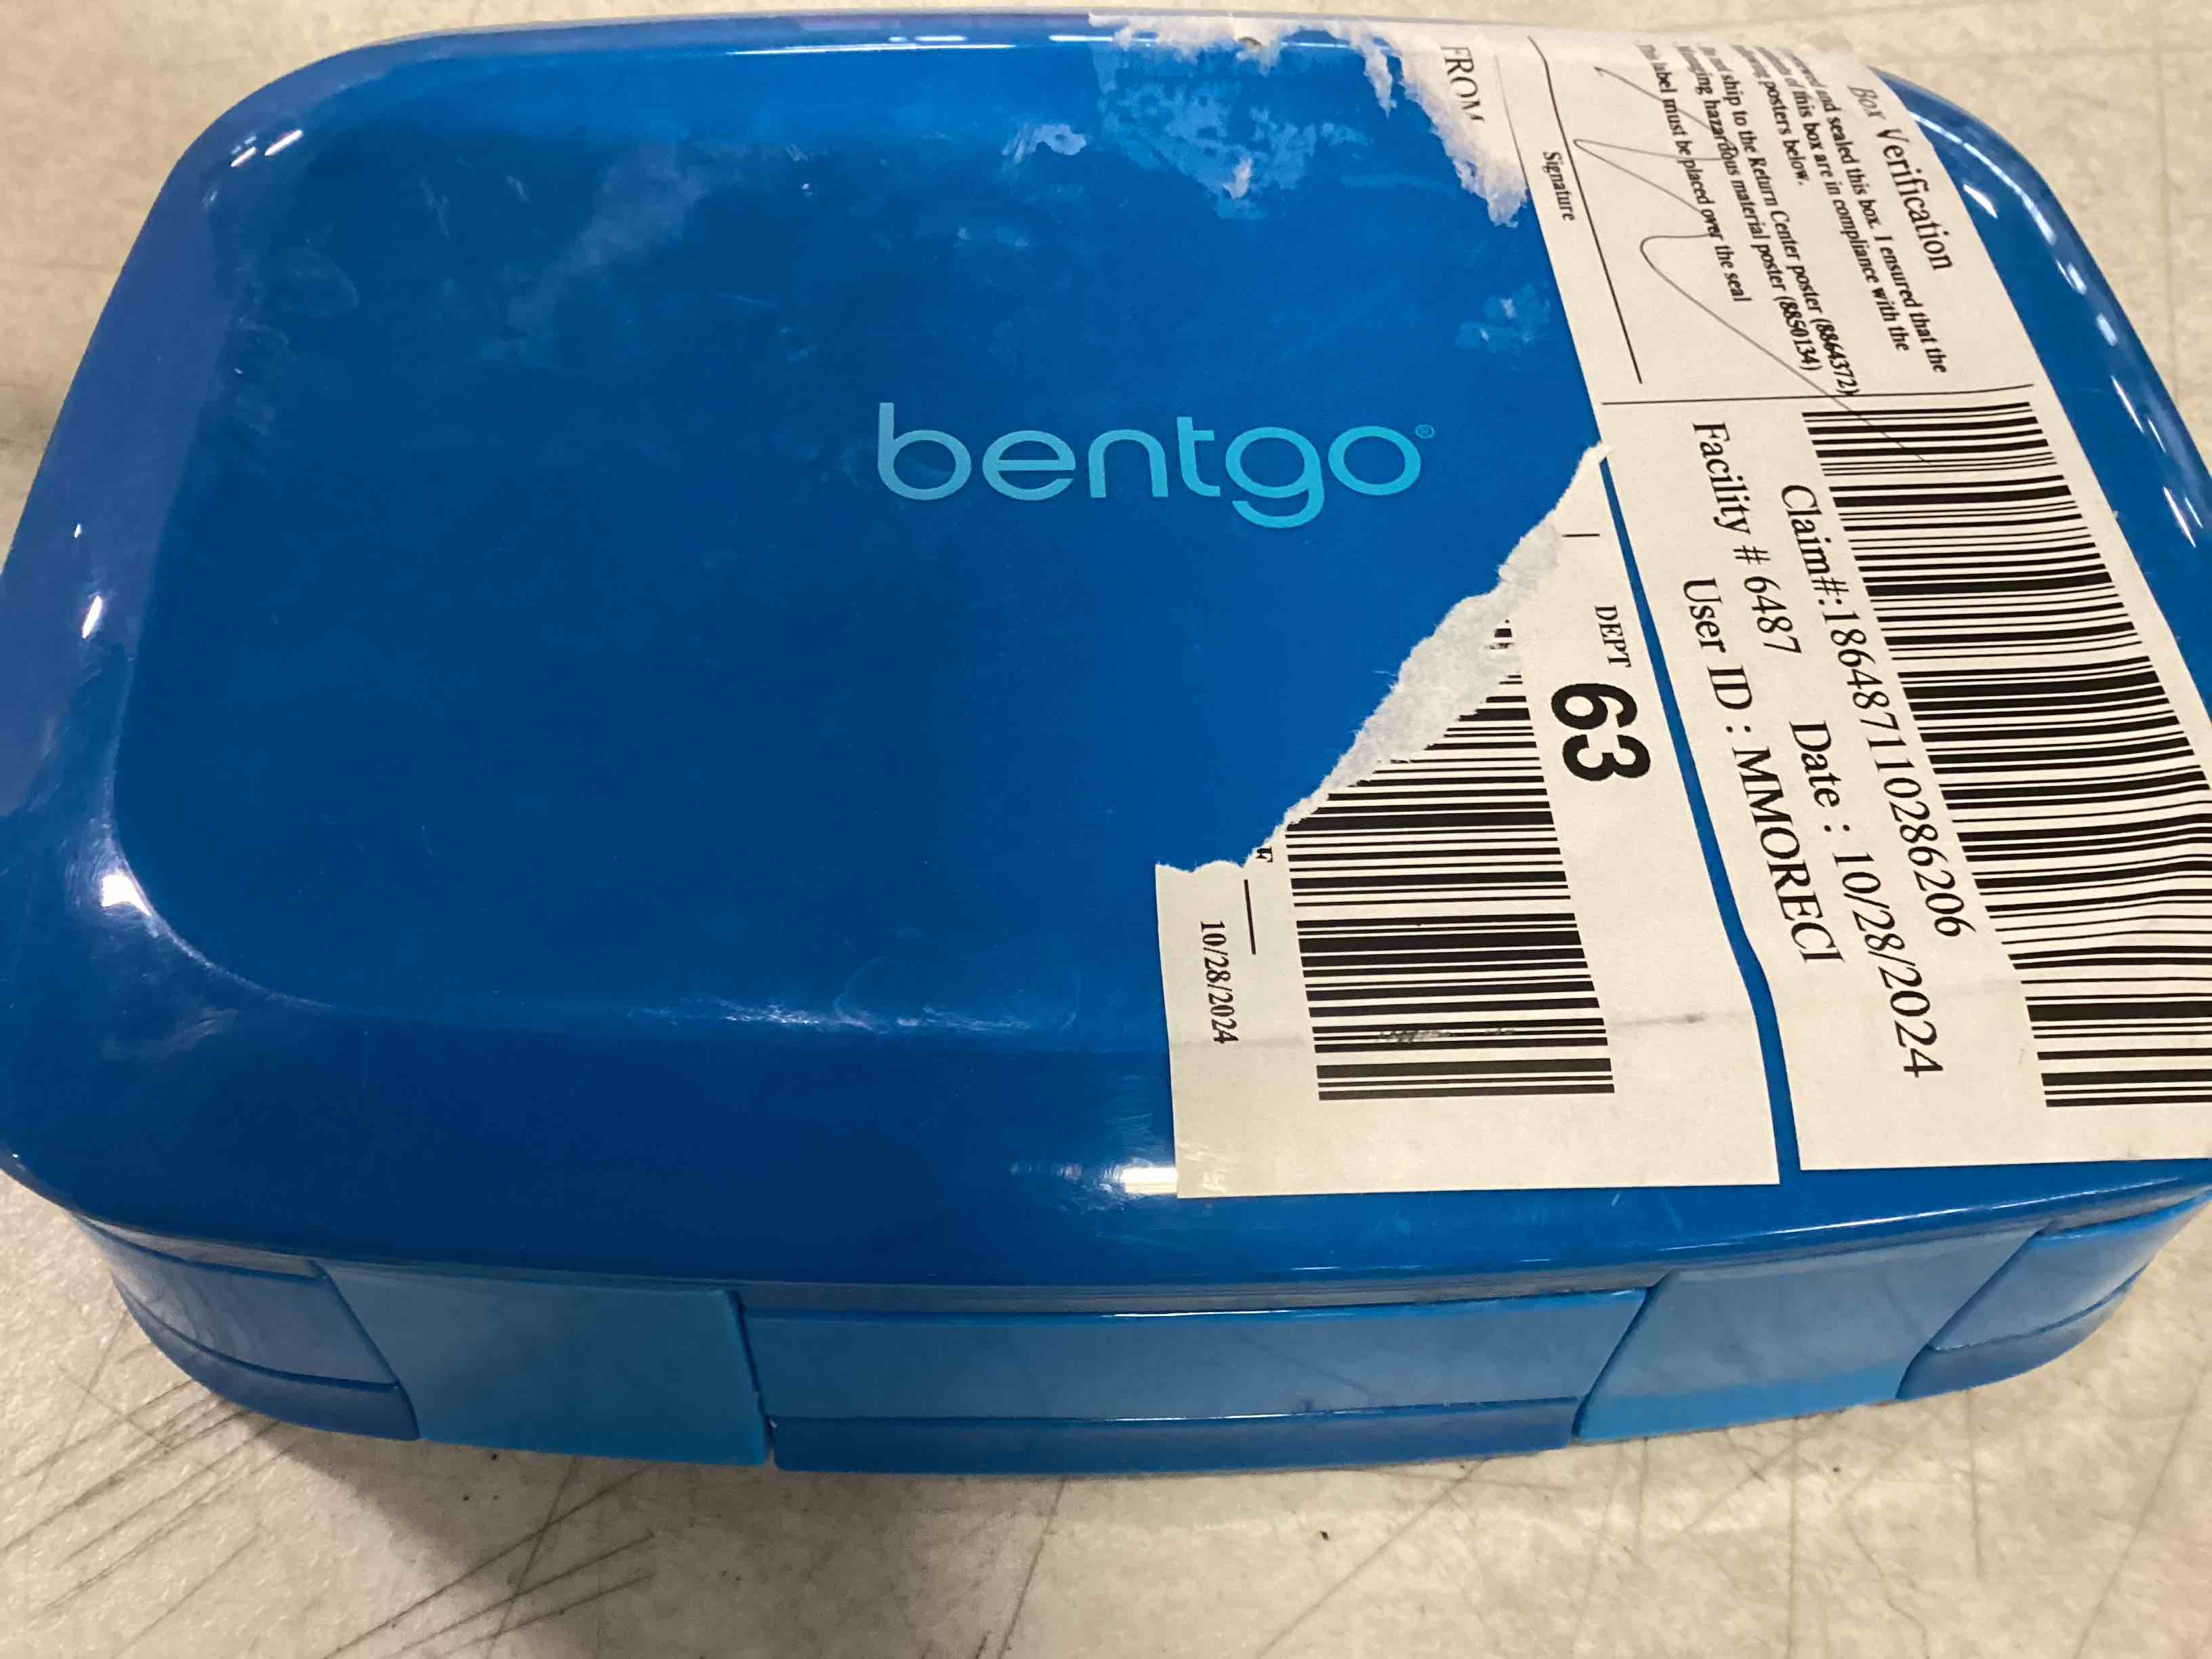 bentgo®
FROM
Signature
Box Verification
and sealed this box. I ensured that the
of this box are in compliance with the
posters below.
ship to the Return Center poster (8864372)
hazardous material poster (8850134)
label must be placed over the seal
Claim#:186487110286206
Facility # 6487 Date : 10/28/2024
User ID : MMORECI
DEPT
63
F
10/28/2024